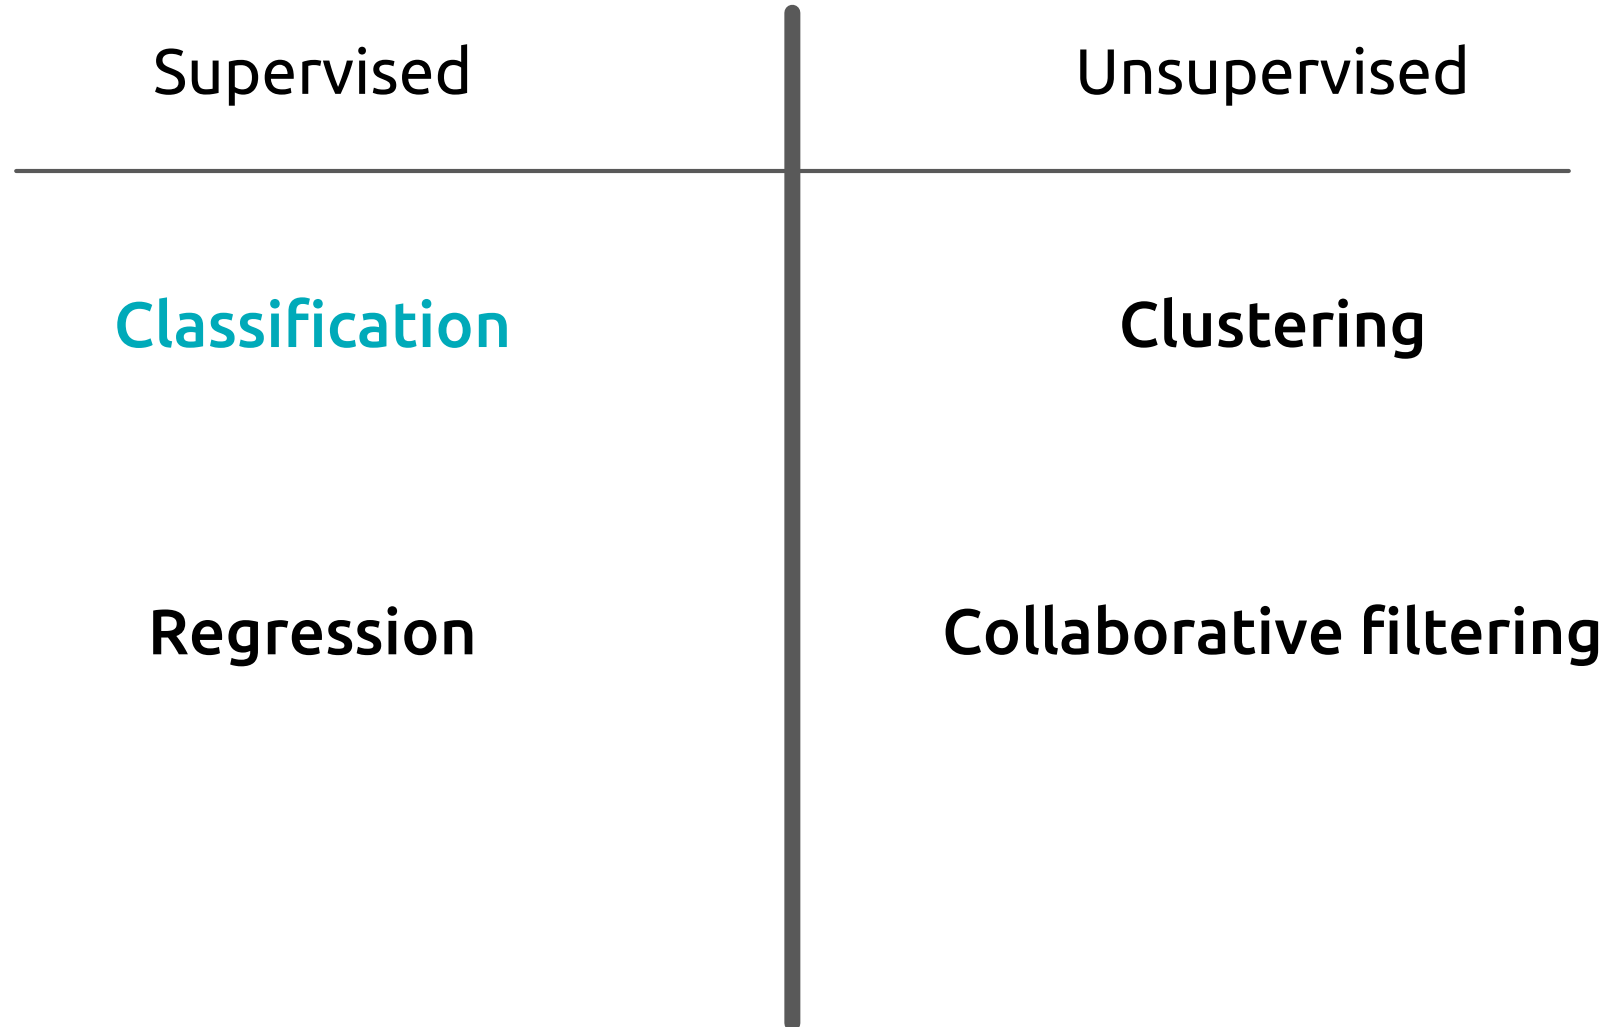 Supervised
Unsupervised
Classification
Clustering
Regression
Collaborative filtering